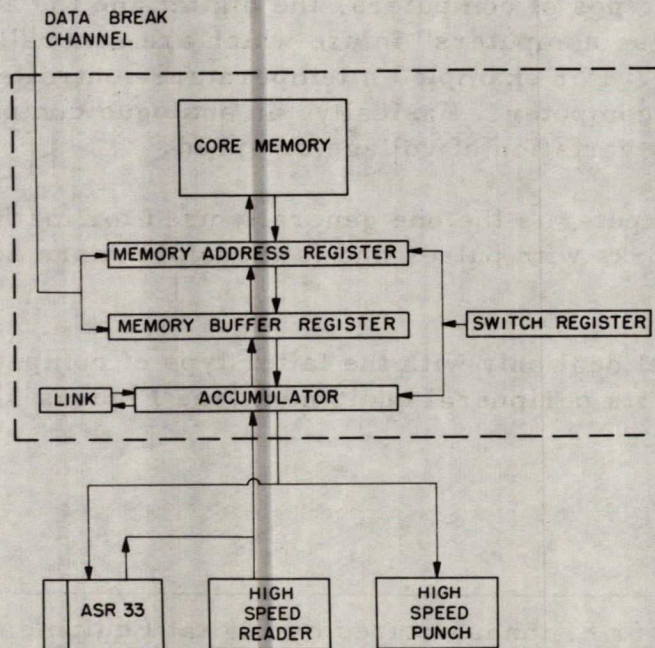 DATA BREAK
CHANNEL
CORE MEMORY
MEMORY ADDRESS REGISTER
MEMORY BUFFER REGISTER
SWITCH REGISTER
LINK
ACCUMULATOR
ASR 33
HIGH
SPEED
READER
HIGH
SPEED
PUNCH